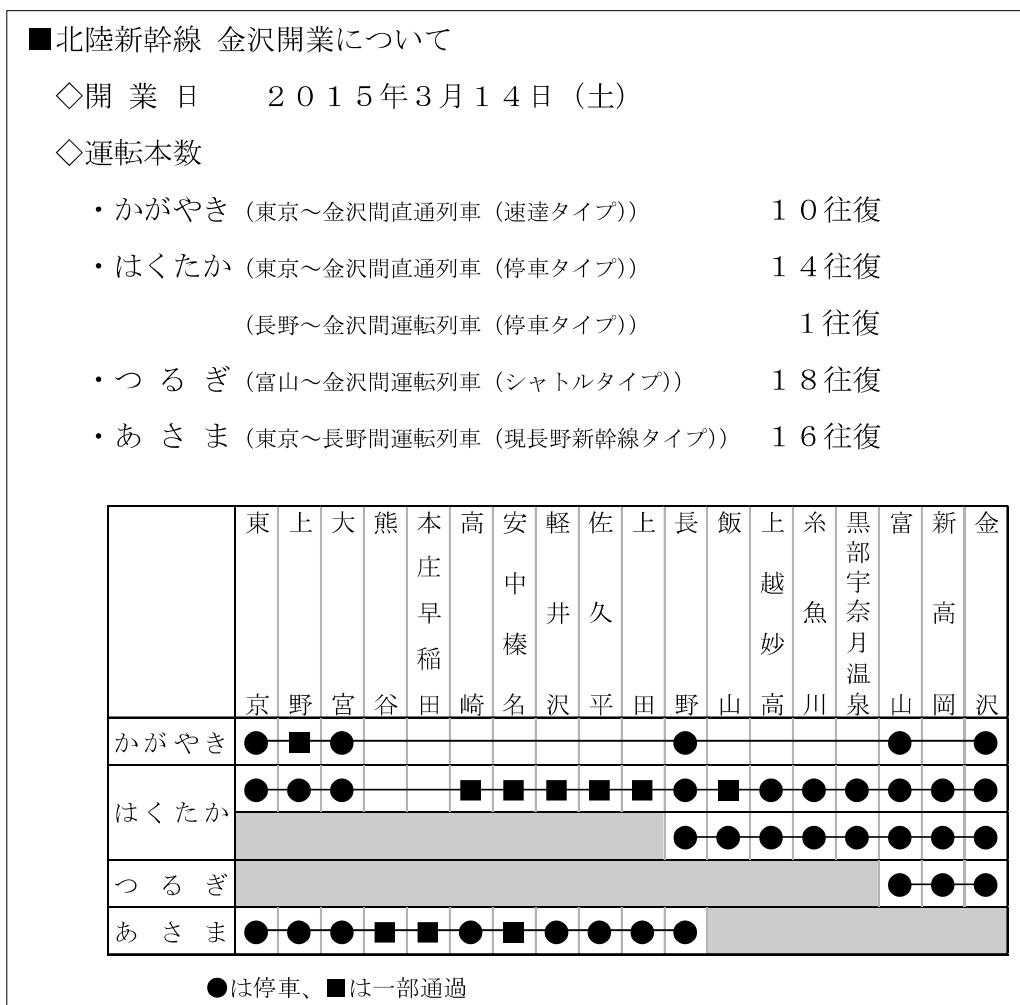 ■北陸新幹線 金沢開業について
◇開 業 日　　２０１５年３月１４日（土）
◇運転本数
・かがやき（東京～金沢間直通列車（速達タイプ））　１０往復
・はくたか（東京～金沢間直通列車（停車タイプ））　１４往復
（長野～金沢間運転列車（停車タイプ））　１往復
・つ る ぎ（富山～金沢間運転列車（シャトルタイプ））　１８往復
・あ さ ま（東京～長野間運転列車（現長野新幹線タイプ））　１６往復
東京 上野 大宮 熊谷 本庄早稲田 高崎 安中榛名 軽井沢 佐久平 上田 長野 飯山 上越妙高 糸魚川 黒部宇奈月温泉 富山 新高岡 金沢
かがやき ● ■ ● ● ● ●
はくたか ● ● ● ■ ■ ■ ■ ■ ● ■ ● ● ● ● ● ●
● ● ● ● ● ● ● ●
つ る ぎ ● ● ●
あ さ ま ● ● ● ■ ■ ● ■ ● ● ● ●
●は停車、■は一部通過